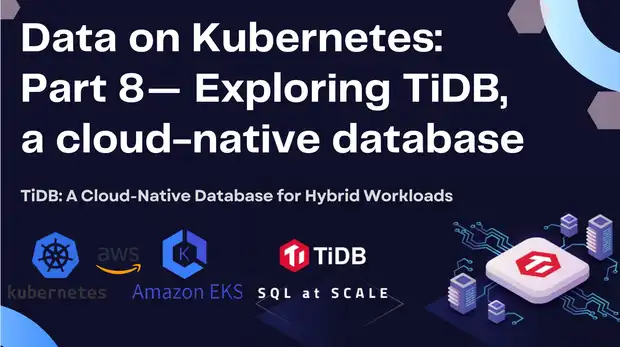 Data on Kubernetes:
Part 8— Exploring TiDB,
a cloud-native database
TiDB: A Cloud-Native Database for Hybrid Workloads
kubernetes
aws
K
Amazon EKS
TiDB
SQL at SCALE